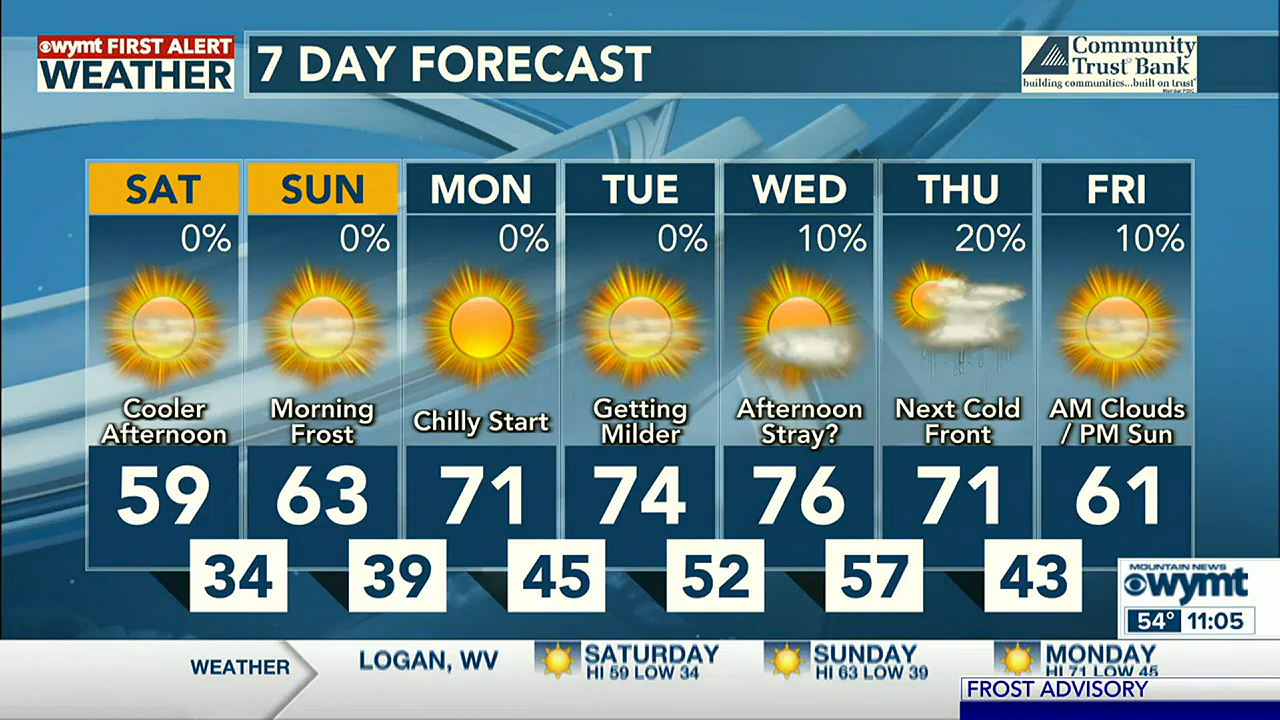 wymt FIRST ALERT
WEATHER
7 DAY FORECAST
Community
Trust Bank
building communities...built on trust
Member FDIC
SAT
SUN
MON
TUE
WED
THU
FRI
0%
0%
0%
0%
10%
20%
10%
Cooler
Afternoon
Morning
Frost
Chilly Start
Getting
Milder
Afternoon
Stray?
Next Cold
Front
AM Clouds
/ PM Sun
59
63
71
74
76
71
61
34
39
45
52
57
43
MOUNTAIN NEWS
wymt
54° 11:05
WEATHER
LOGAN, WV
SATURDAY
HI 59 LOW 34
SUNDAY
HI 63 LOW 39
MONDAY
HI 71 LOW 45
FROST ADVISORY